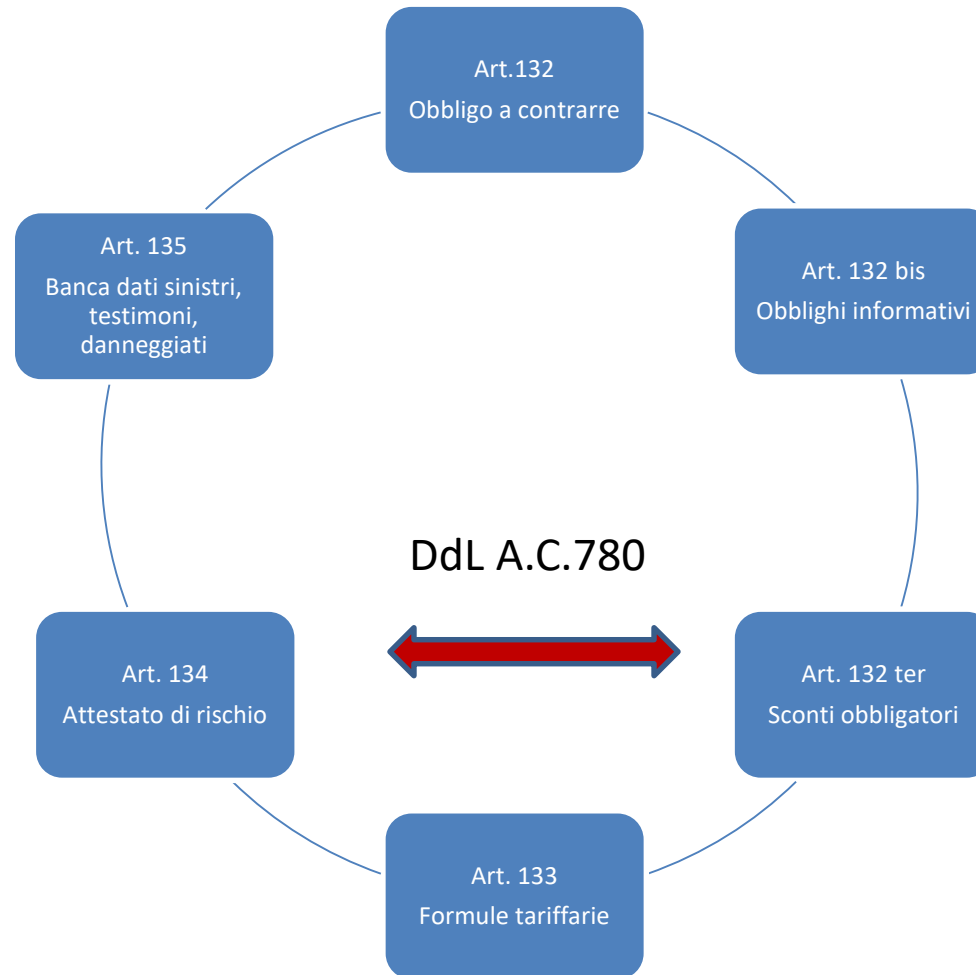 Art.132
Obbligo a contrarre
Art. 135
Banca dati sinistri,
testimoni,
danneggiati
Art. 132 bis
Obblighi informativi
DdL A.C.780
Art. 134
Attestato di rischio
Art. 132 ter
Sconti obbligatori
Art. 133
Formule tariffarie